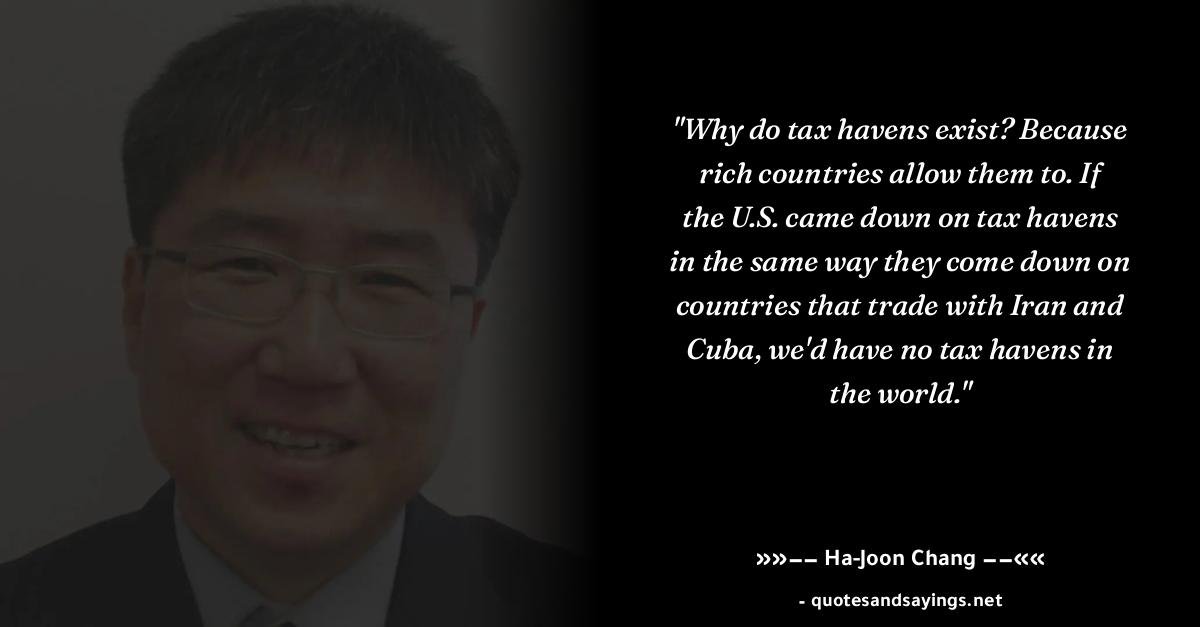 "Why do tax havens exist? Because
rich countries allow them to. If
the U.S. came down on tax havens
in the same way they come down on
countries that trade with Iran and
Cuba, we'd have no tax havens in
the world."
»»−− Ha-Joon Chang −−««
- quotesandsayings.net